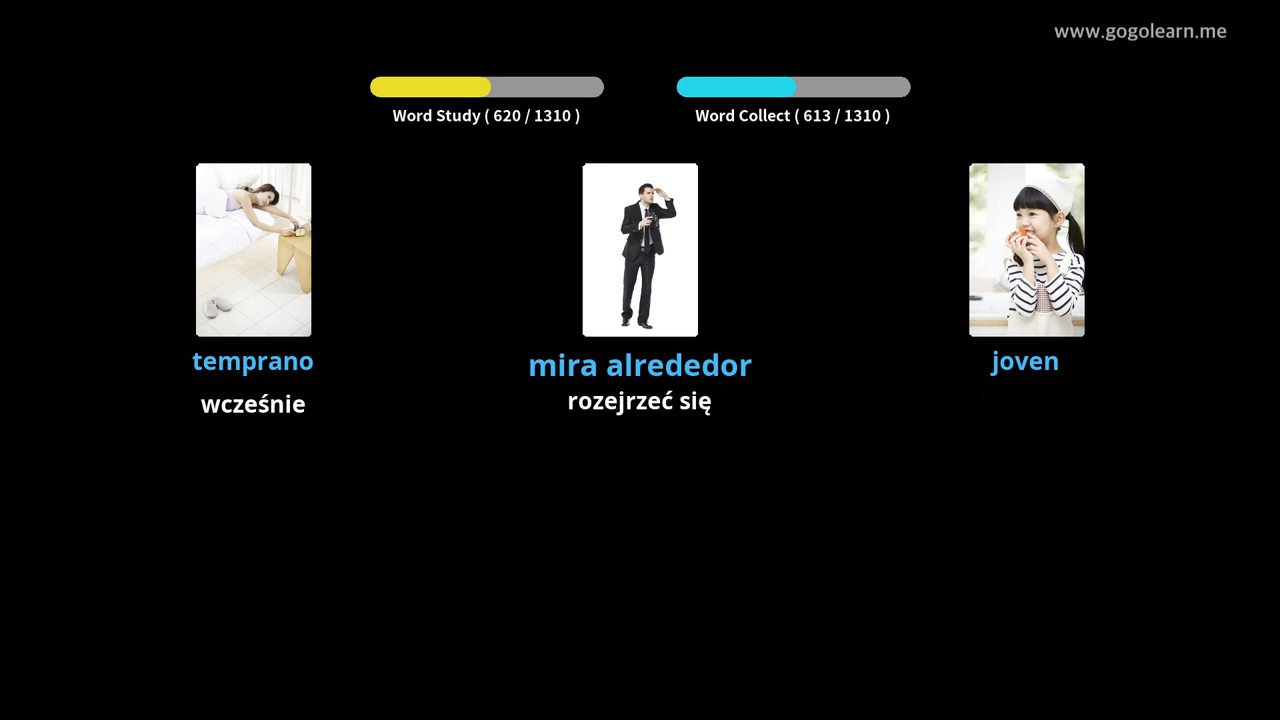 www.gogolearn.me
Word Study ( 620 / 1310 )
Word Collect ( 613 / 1310 )
temprano
wcześnie
mira alrededor
rozejrzeć się
joven